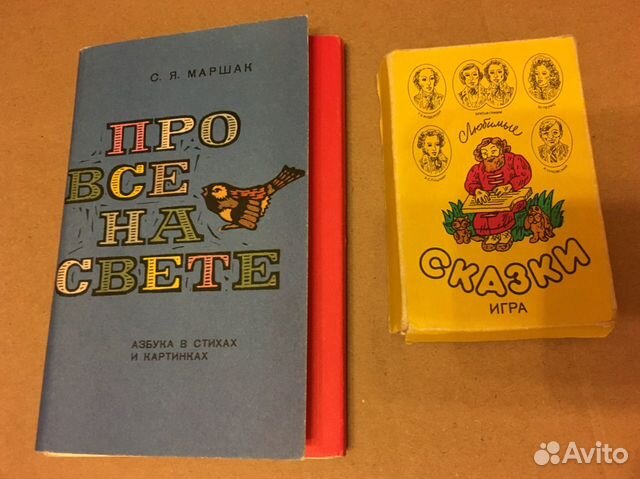 С. Я. МАРШАК
ПРО
ВСЕ
НА
СВЕТЕ
АЗБУКА В СТИХАХ
И КАРТИНКАХ
Любимые
СКАЗКИ
ИГРА
Avito